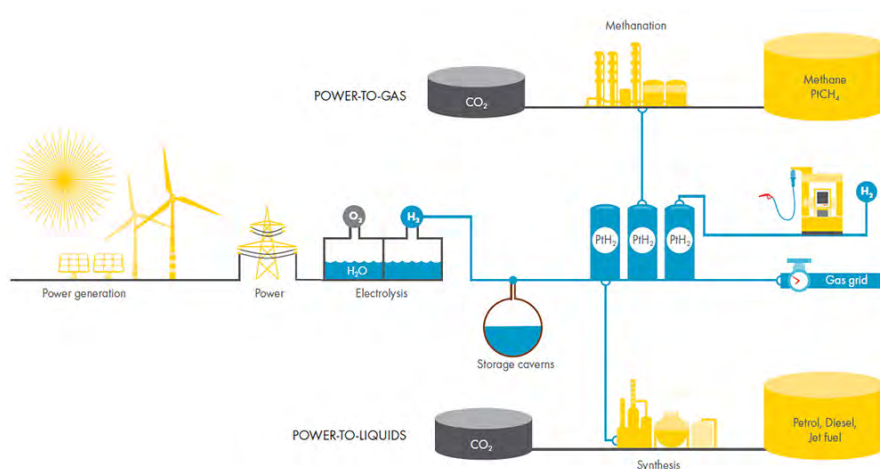 Methanation
POWER-TO-GAS
CO₂
Methane
PtCH₄
O₂
H₂
H₂
PtH₂
PtH₂
PtH₂
H₂O
Power generation
Power
Electrolysis
Gas grid
Storage caverns
POWER-TO-LIQUIDS
CO₂
Petrol, Diesel,
Jet fuel
Synthesis